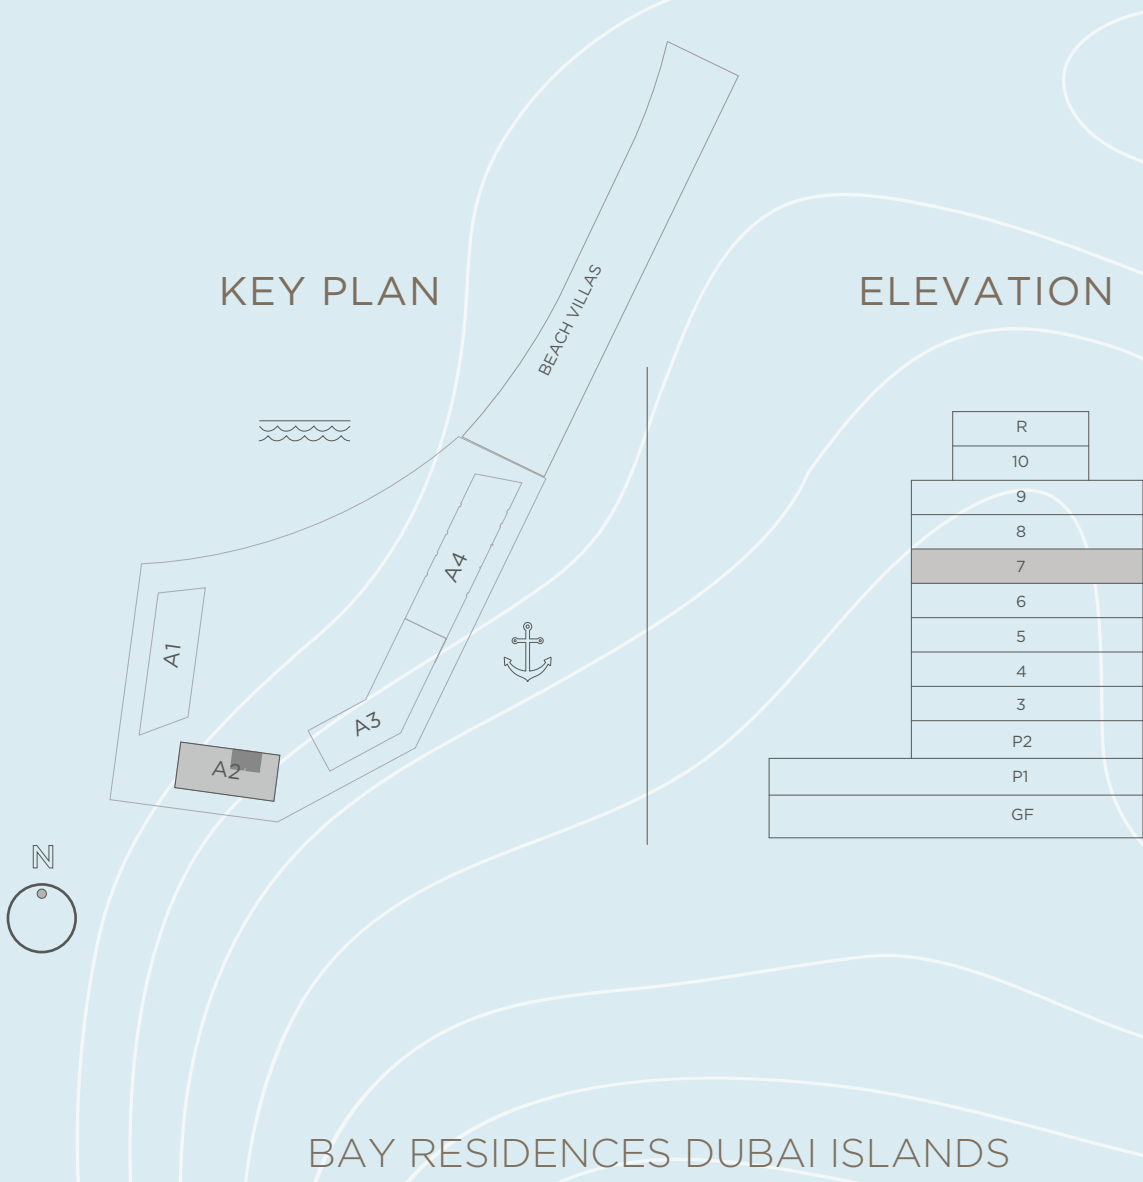 KEY PLAN
ELEVATION
BEACH VILLAS
A4
A1
A3
A2
N
R
10
9
8
7
6
5
4
3
P2
P1
GF
BAY RESIDENCES DUBAI ISLANDS